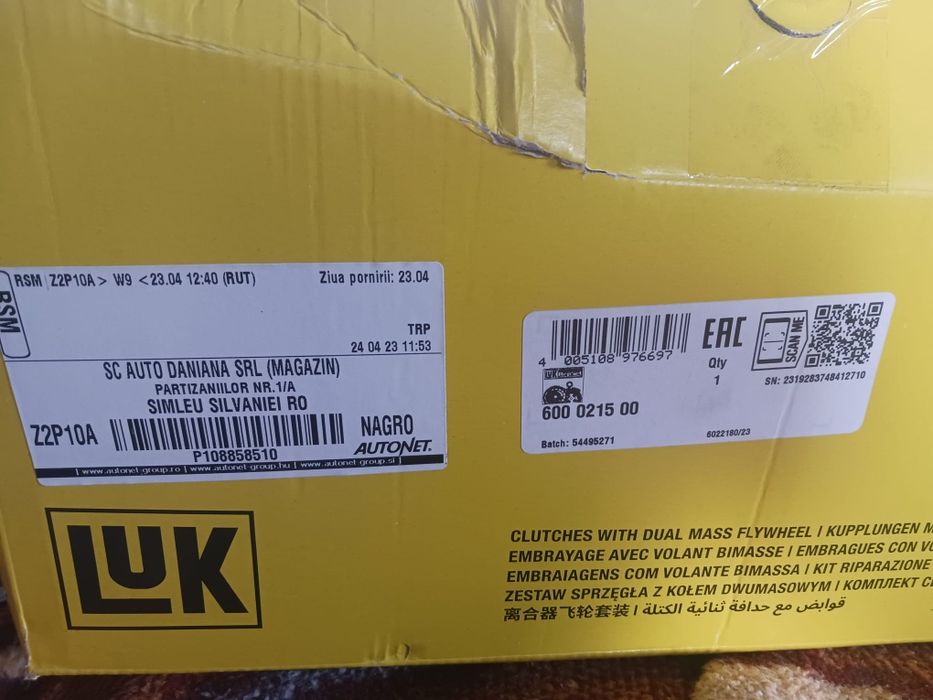 RSM
RSM Z2P10A > W9 <23.04 12:40 (RUT) Ziua pornirii: 23.04
TRP
24 04 23 11:53
SC AUTO DANIANA SRL (MAGAZIN)
PARTIZANIILOR NR.1/A
SIMLEU SILVANIEI RO
Z2P10A NAGRO
P108858510 AUTONET.
www.autonet-group.ro | www.autonet-group.hu | www.autonet-group.si
4 005108 976697
EAC
Qty
1
SCAN ME
SN: 2319283748412710
600 0215 00
Batch: 54495271
6022180/23
LUK
CLUTCHES WITH DUAL MASS FLYWHEEL | KUPPLUNGEN M
EMBRAYAGE AVEC VOLANT BIMASSE | EMBRAGUES CON VO
EMBRAIAGENS COM VOLANTE BIMASSA | KIT RIPARAZIONE
ZESTAW SPRZĘGŁA Z KOŁEM DWUMASOWYM | КОМПЛЕКТ С
离合器飞轮套装 | قوابض مع حدافة ثنائية الكتلة